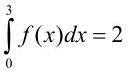 ∫₀³ f(x)dx = 2